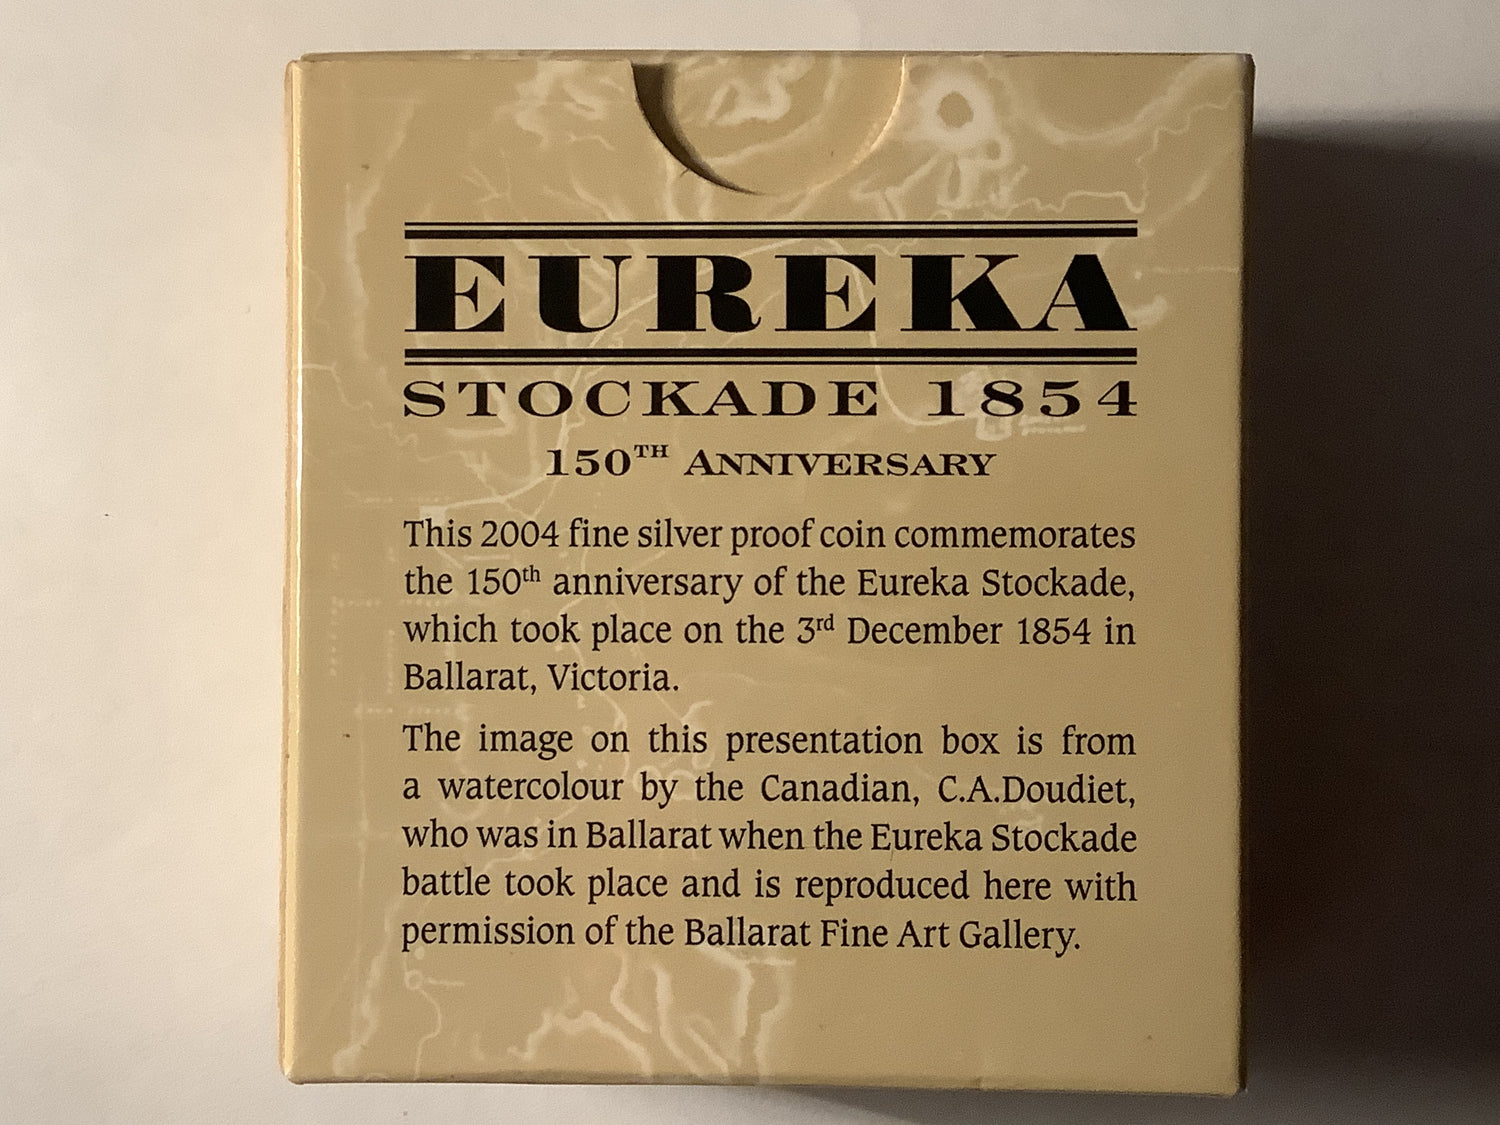 EUREKA
STOCKADE 1854
150TH ANNIVERSARY
This 2004 fine silver proof coin commemorates
the 150th anniversary of the Eureka Stockade,
which took place on the 3rd December 1854 in
Ballarat, Victoria.
The image on this presentation box is from
a watercolour by the Canadian, C.A.Doudiet,
who was in Ballarat when the Eureka Stockade
battle took place and is reproduced here with
permission of the Ballarat Fine Art Gallery.